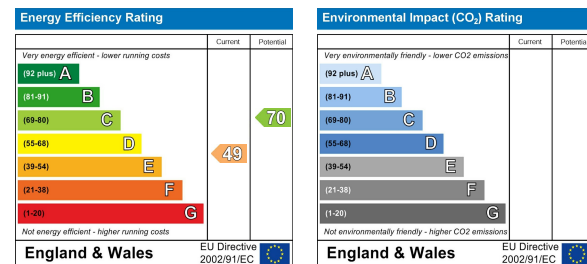 Energy Efficiency Rating
Current Potential
Very energy efficient - lower running costs
(92 plus) A
(81-91) B
(69-80) C
(55-68) D
(39-54) E
(21-38) F
(1-20) G
49
70
Not energy efficient - higher running costs
England & Wales
EU Directive
2002/91/EC
Environmental Impact (CO₂) Rating
Current Potential
Very environmentally friendly - lower CO2 emissions
(92 plus) A
(81-91) B
(69-80) C
(55-68) D
(39-54) E
(21-38) F
(1-20) G
Not environmentally friendly - higher CO2 emissions
England & Wales
EU Directive
2002/91/EC